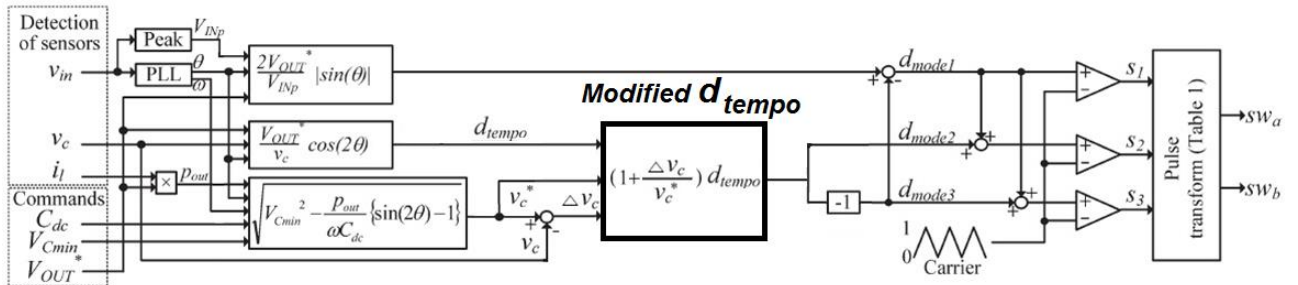 Detection
of sensors
v_in
v_c
i_l
Commands
C_dc
V_Cmin
V_OUT*
Peak
V_INp
PLL
θ
ω
×
p_out
2V_OUT* / V_INp |sin(θ)|
V_OUT* / v_c cos(2θ)
√(V_Cmin² − p_out / ωC_dc {sin(2θ)−1})
d_tempo
v_c*
+
-
v_c
△v_c
Modified d_tempo
(1+ △v_c / v_c*) d_tempo
-1
+
-
d_mode1
d_mode2
+
+
d_mode3
+
+
1
0
Carrier
+
−
s_1
+
−
s_2
+
−
s_3
Pulse
transform (Table 1)
sw_a
sw_b